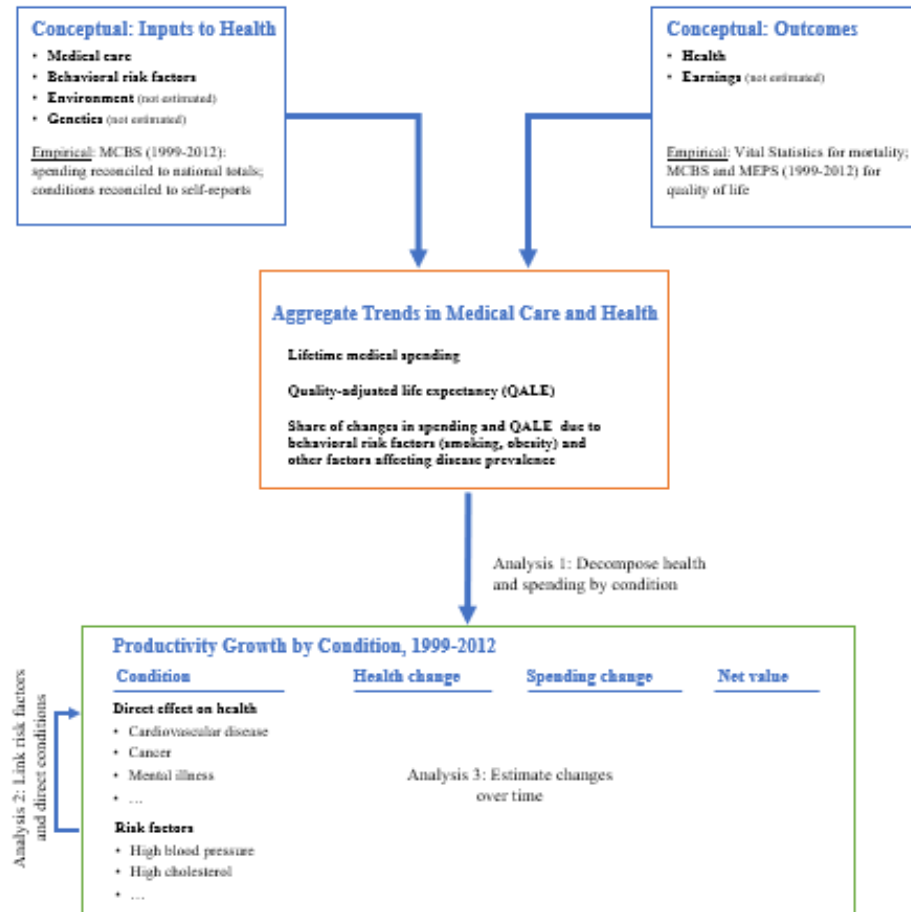 Conceptual: Inputs to Health
• Medical care
• Behavioral risk factors
• Environment (not estimated)
• Genetics (not estimated)
Empirical: MCBS (1999-2012):
spending reconciled to national totals;
conditions reconciled to self-reports
Conceptual: Outcomes
• Health
• Earnings (not estimated)
Empirical: Vital Statistics for mortality;
MCBS and MEPS (1999-2012) for
quality of life
Aggregate Trends in Medical Care and Health
Lifetime medical spending
Quality-adjusted life expectancy (QALE)
Share of changes in spending and QALE due to
behavioral risk factors (smoking, obesity) and
other factors affecting disease prevalence
Analysis 1: Decompose health
and spending by condition
Productivity Growth by Condition, 1999-2012
Condition Health change Spending change Net value
Direct effect on health
• Cardiovascular disease
• Cancer
• Mental illness
• ...
Analysis 3: Estimate changes
over time
Risk factors
• High blood pressure
• High cholesterol
• ...
Analysis 2: Link risk factors
and direct conditions